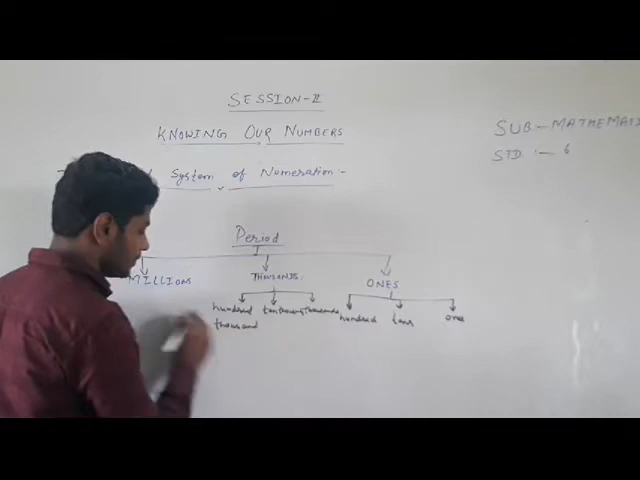 SESSION-II
KNOWING OUR NUMBERS
SUB - MATHEMATI
STD :- 6
System of Numeration :-
Period
MILLIONS THOUSANDS ONES
hundred thousand ten thousand thousands hundred tens ones